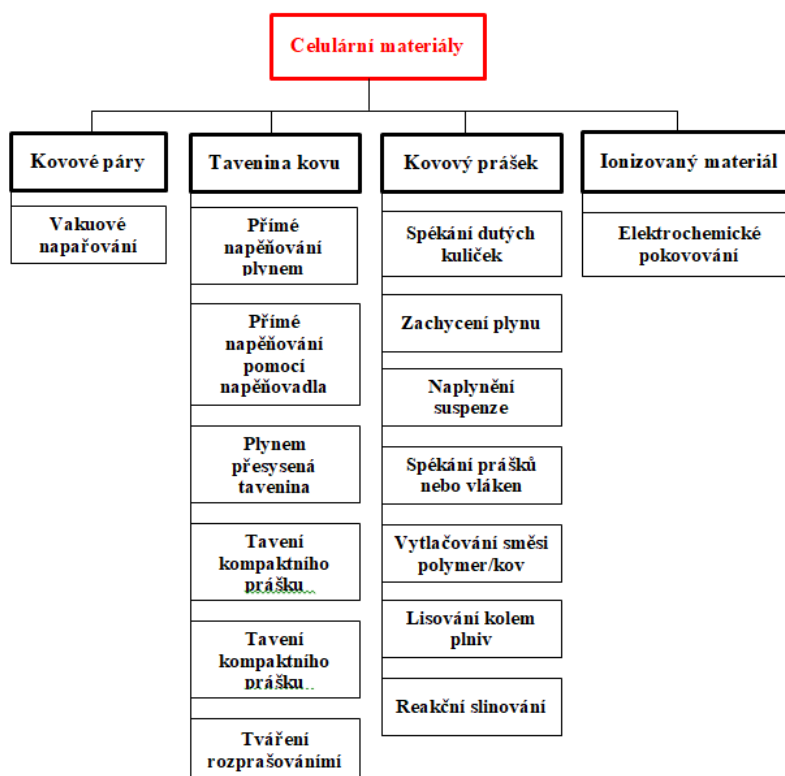 Celulární materiály
Kovové páry
Tavenina kovu
Kovový prášek
Ionizovaný materiál
Vakuové
napařování
Přímé
napěňování
plynem
Přímé
napěňování
pomocí
napěňovadla
Plynem
přesysená
tavenina
Tavení
kompaktního
prášku
Tavení
kompaktního
prášku
Tváření
rozprašováními
Spékání dutých
kuliček
Zachycení plynu
Naplynění
suspenze
Spékání prášků
nebo vláken
Vytlačování směsi
polymer/kov
Lisování kolem
plniv
Reakční slinování
Elektrochemické
pokovování